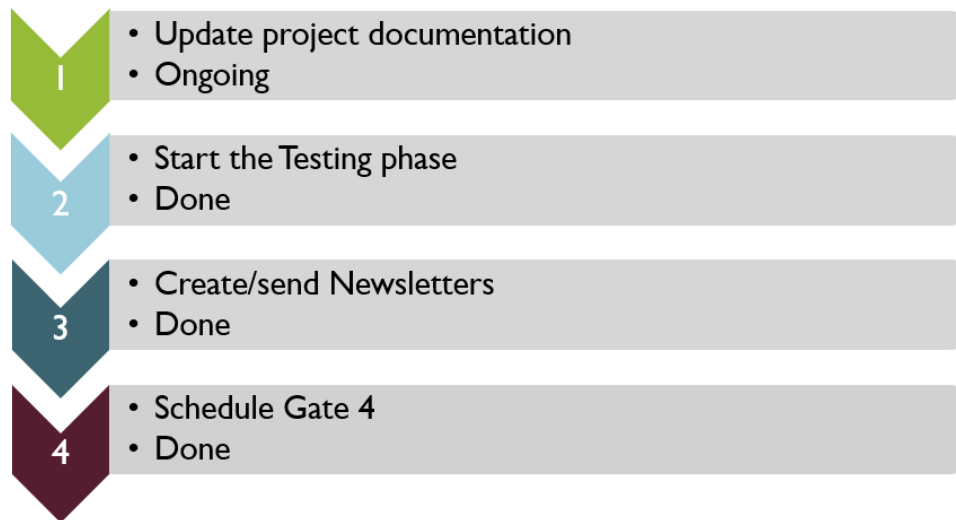 1
• Update project documentation
• Ongoing
2
• Start the Testing phase
• Done
3
• Create/send Newsletters
• Done
4
• Schedule Gate 4
• Done